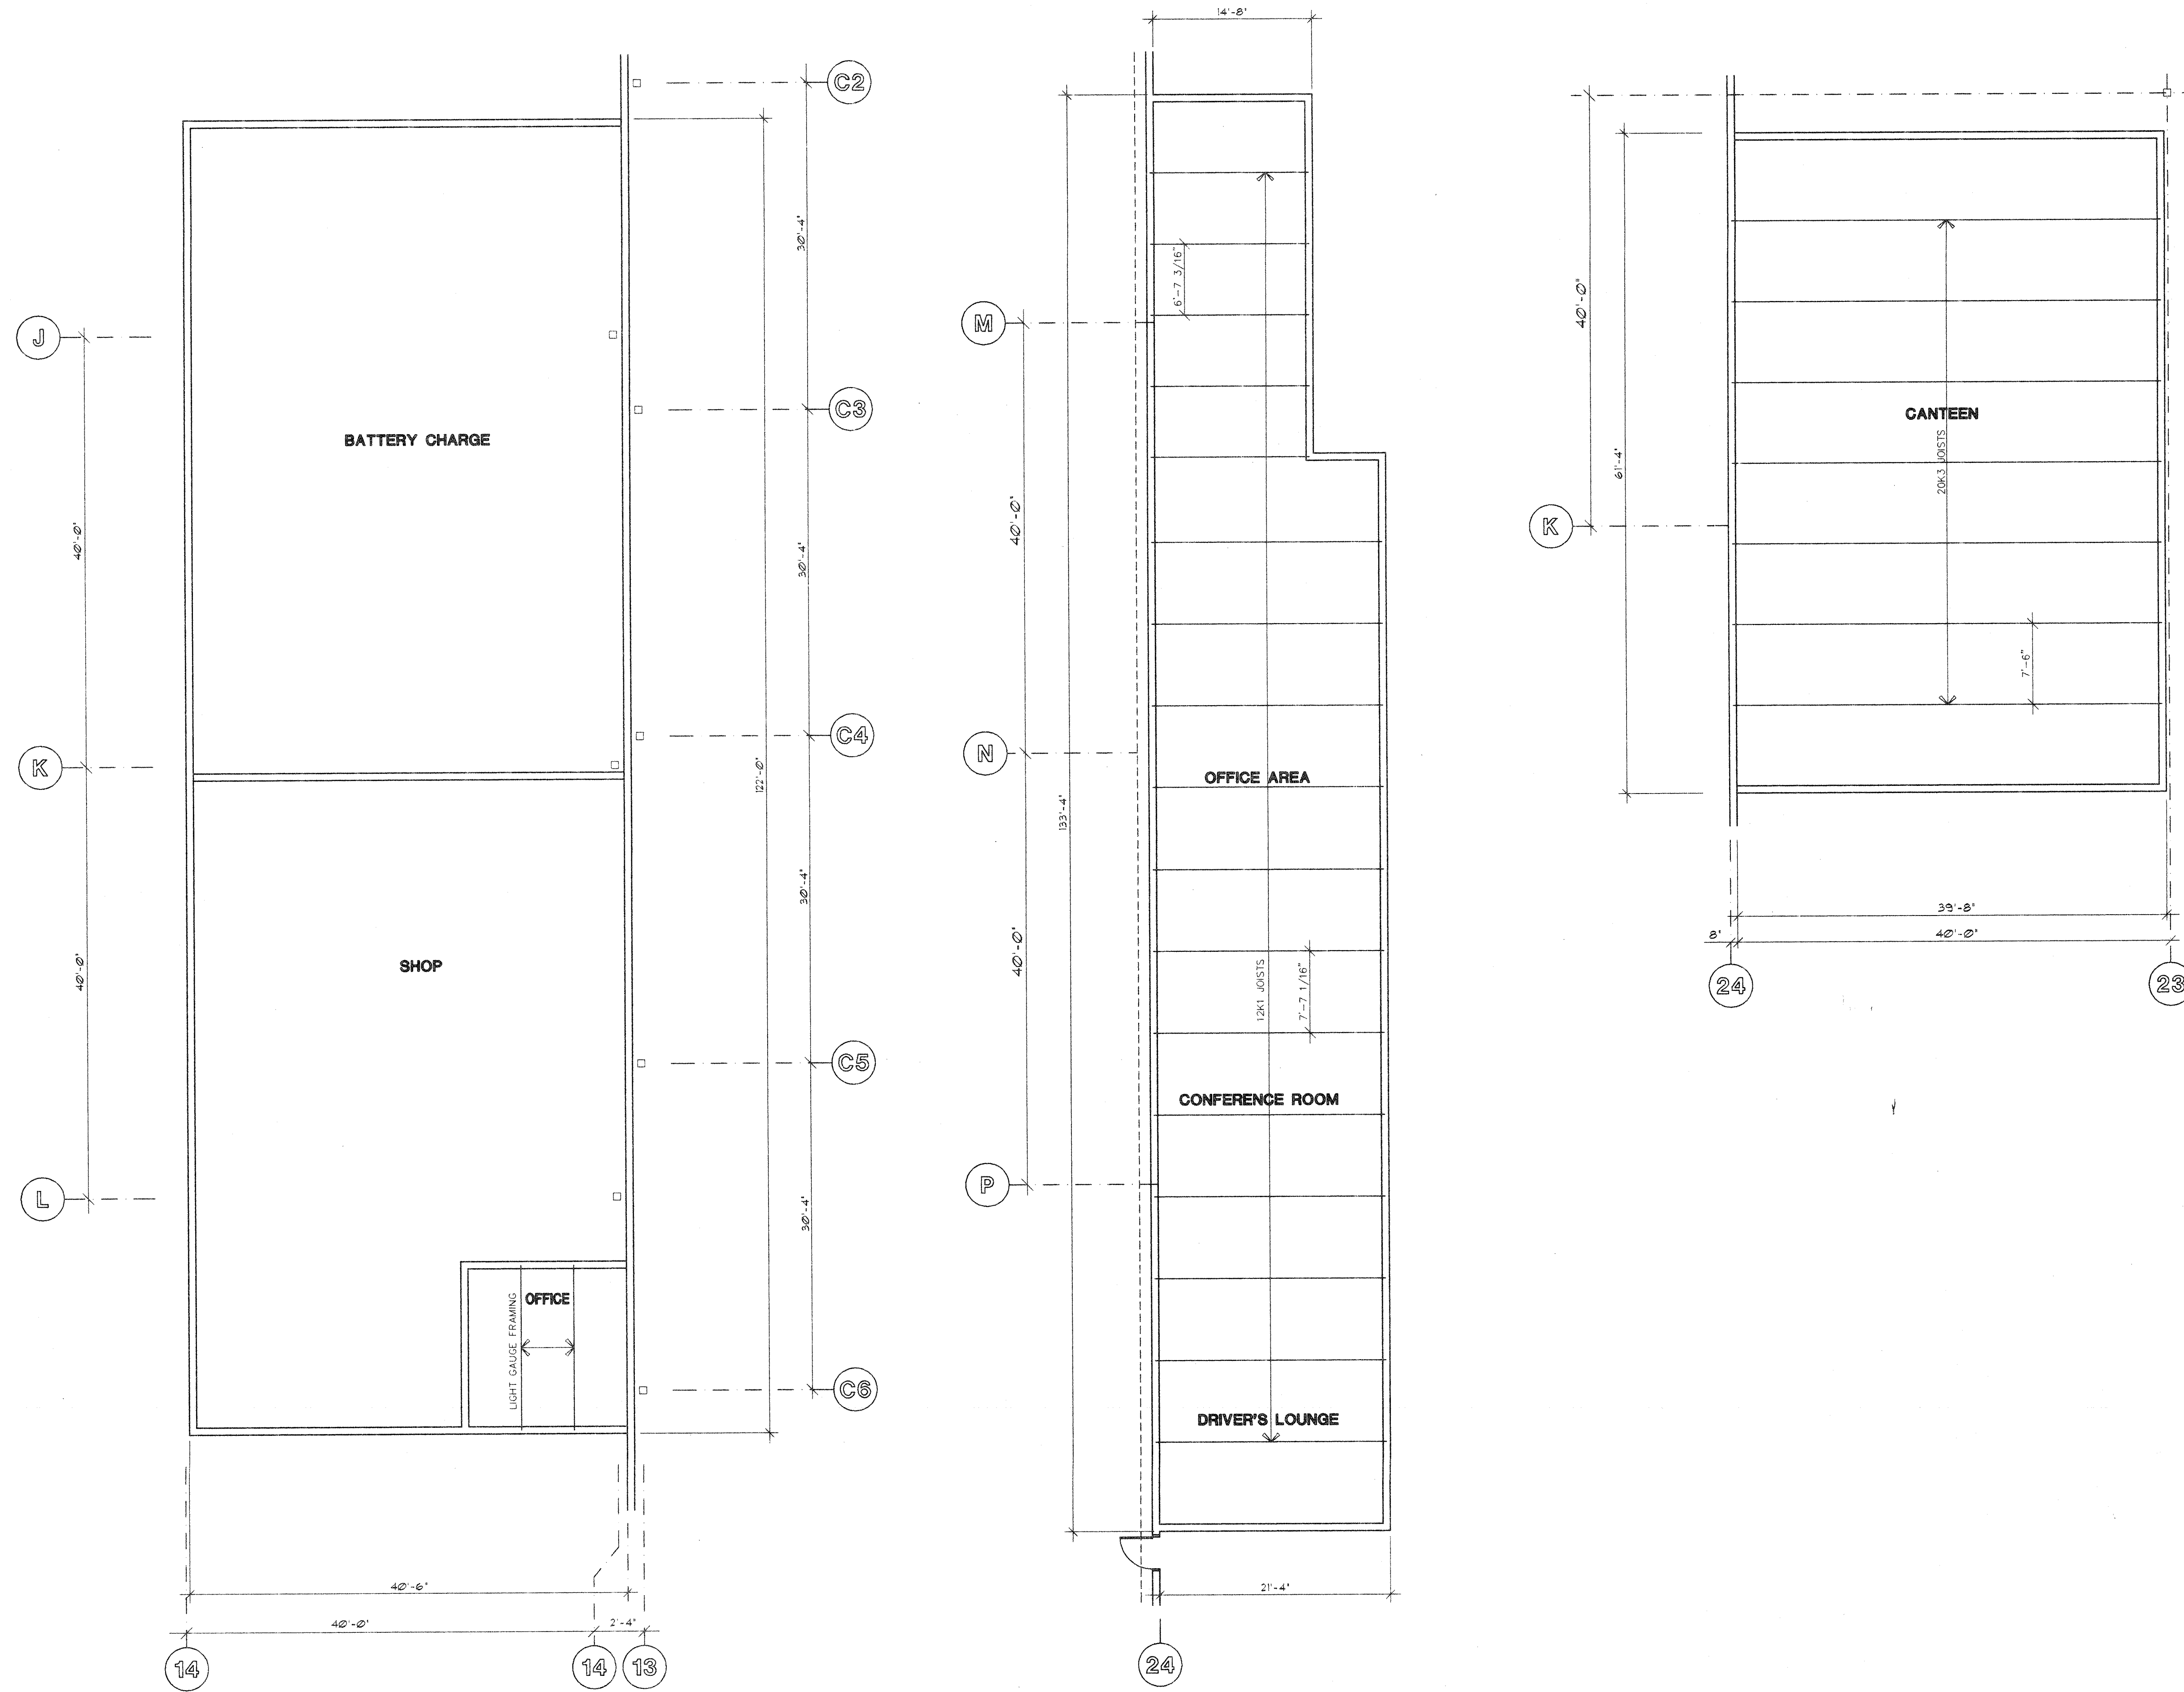 14'-8"
C2
30'-4"
J
C3
BATTERY CHARGE
40'-0"
30'-4"
C4
K
122'-0"
30'-4"
SHOP
40'-0"
C5
L
30'-4"
OFFICE
LIGHT GAUGE FRAMING
C6
40'-6"
40'-0"
2'-4"
14
14
13
6'-7 3/16"
M
40'-0"
N
OFFICE AREA
133'-4"
40'-0"
12K1 JOISTS
7'-7 1/16"
CONFERENCE ROOM
P
DRIVER'S LOUNGE
21'-4"
24
40'-0"
CANTEEN
20K3 JOISTS
61'-4"
K
7'-6"
39'-8"
8"
40'-0"
24
23